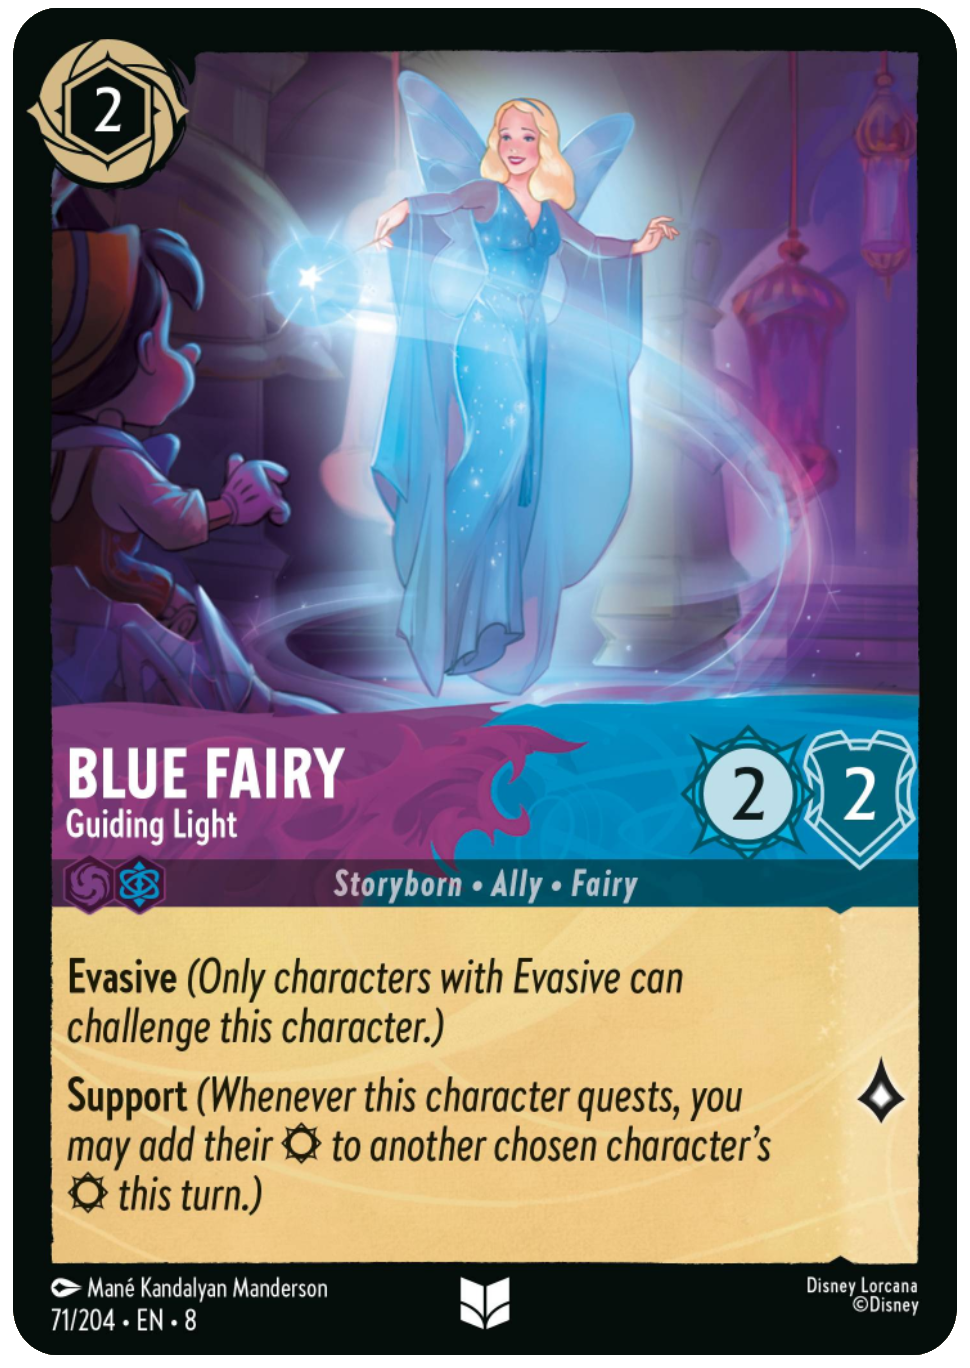 2
BLUE FAIRY
Guiding Light
2 2
Storyborn • Ally • Fairy
Evasive (Only characters with Evasive can
challenge this character.)
Support (Whenever this character quests, you
may add their to another chosen character's
this turn.)
Mané Kandalyan Manderson
71/204 • EN • 8
Disney Lorcana
©Disney